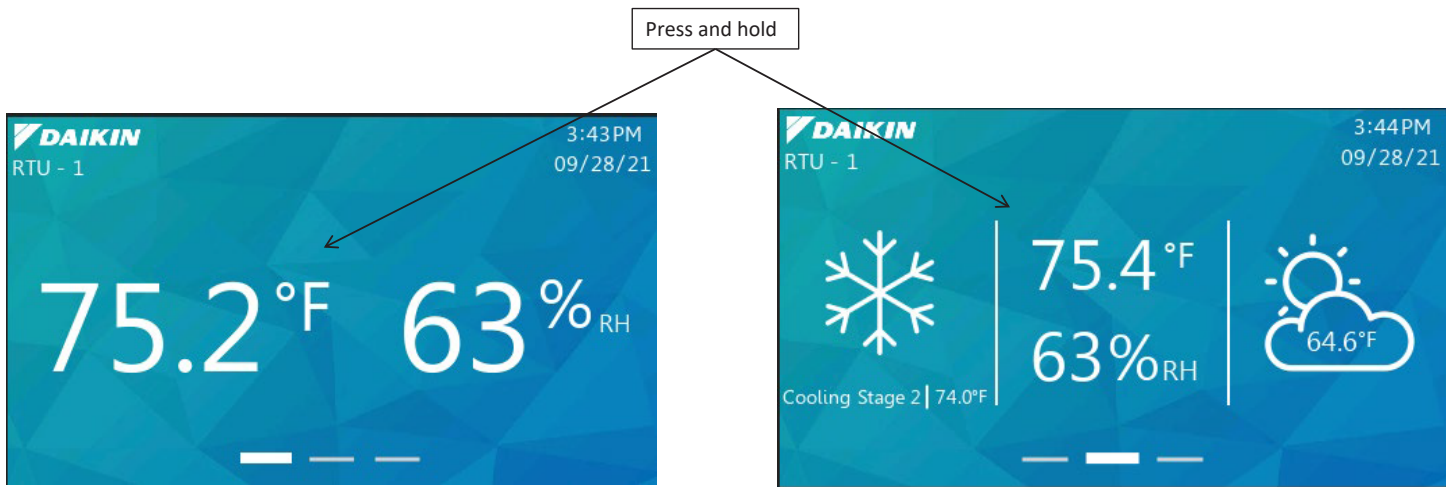 Press and hold
DAIKIN
RTU - 1
3:43PM
09/28/21
75.2°F
63% RH
DAIKIN
RTU - 1
3:44PM
09/28/21
75.4°F
63% RH
Cooling Stage 2 | 74.0°F
64.6°F